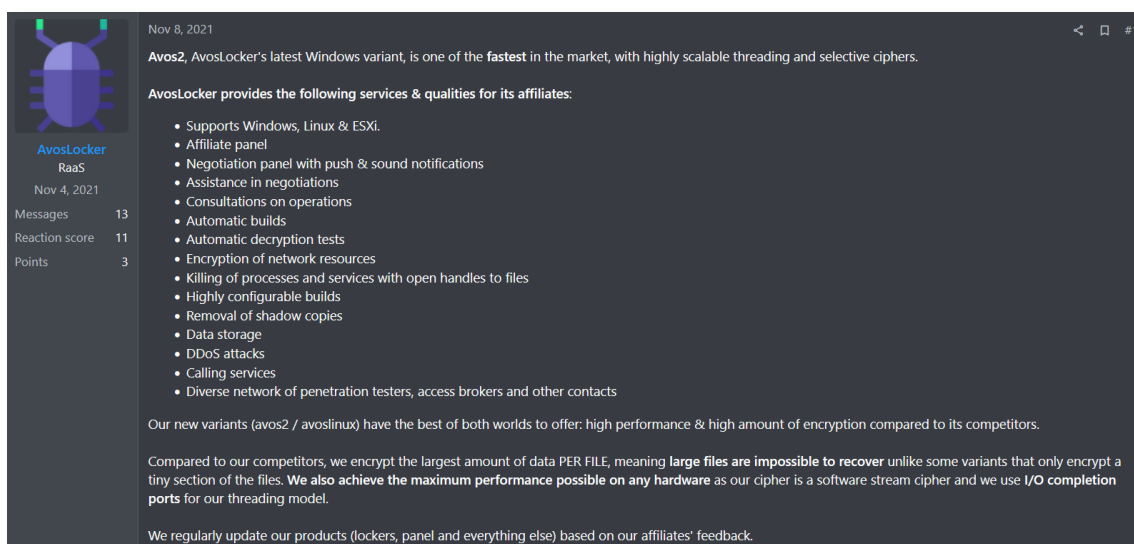 Nov 8, 2021
#
Avos2, AvosLocker's latest Windows variant, is one of the fastest in the market, with highly scalable threading and selective ciphers.
AvosLocker provides the following services & qualities for its affiliates:
AvosLocker
RaaS
Nov 4, 2021
Messages 13
Reaction score 11
Points 3
• Supports Windows, Linux & ESXi.
• Affiliate panel
• Negotiation panel with push & sound notifications
• Assistance in negotiations
• Consultations on operations
• Automatic builds
• Automatic decryption tests
• Encryption of network resources
• Killing of processes and services with open handles to files
• Highly configurable builds
• Removal of shadow copies
• Data storage
• DDoS attacks
• Calling services
• Diverse network of penetration testers, access brokers and other contacts
Our new variants (avos2 / avoslinux) have the best of both worlds to offer: high performance & high amount of encryption compared to its competitors.
Compared to our competitors, we encrypt the largest amount of data PER FILE, meaning large files are impossible to recover unlike some variants that only encrypt a
tiny section of the files. We also achieve the maximum performance possible on any hardware as our cipher is a software stream cipher and we use I/O completion
ports for our threading model.
We regularly update our products (lockers, panel and everything else) based on our affiliates' feedback.